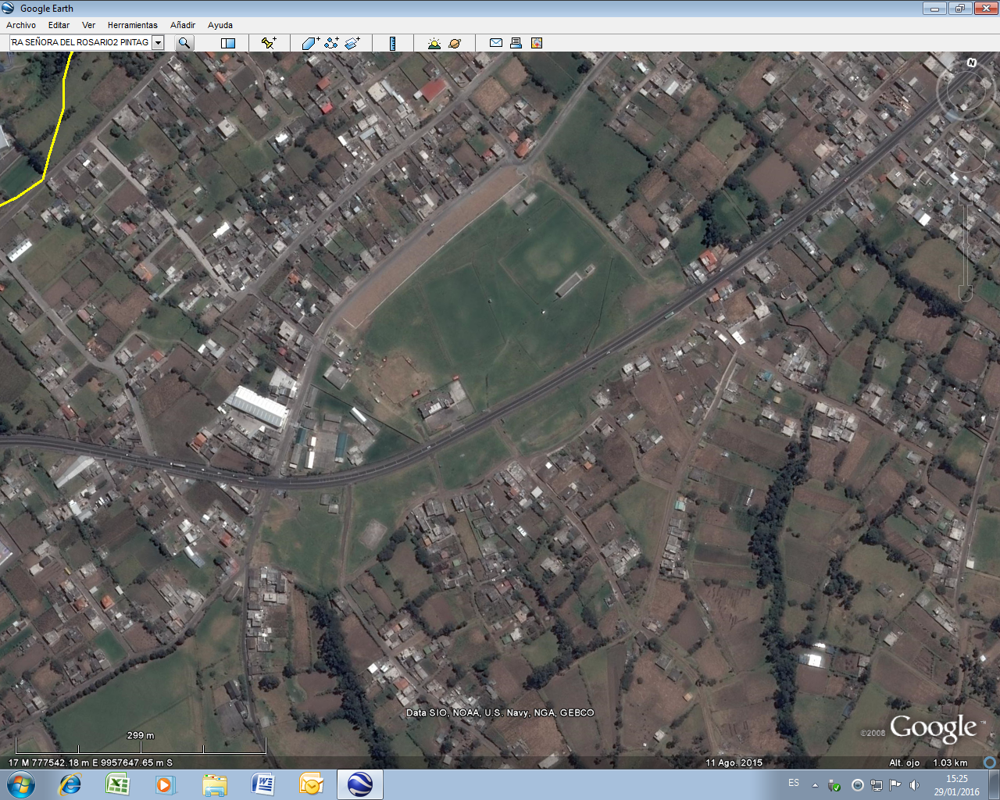 Google Earth
Archivo Editar Ver Herramientas Añadir Ayuda
RA SEÑORA DEL ROSARIO2 PINTAG
N
Data SIO, NOAA, U.S. Navy, NGA, GEBCO
©2008 Google™
299 m
17 M 777542.18 m E 9957647.65 m S 11 Ago. 2015 Alt. ojo 1.03 km
ES 15:25
29/01/2016